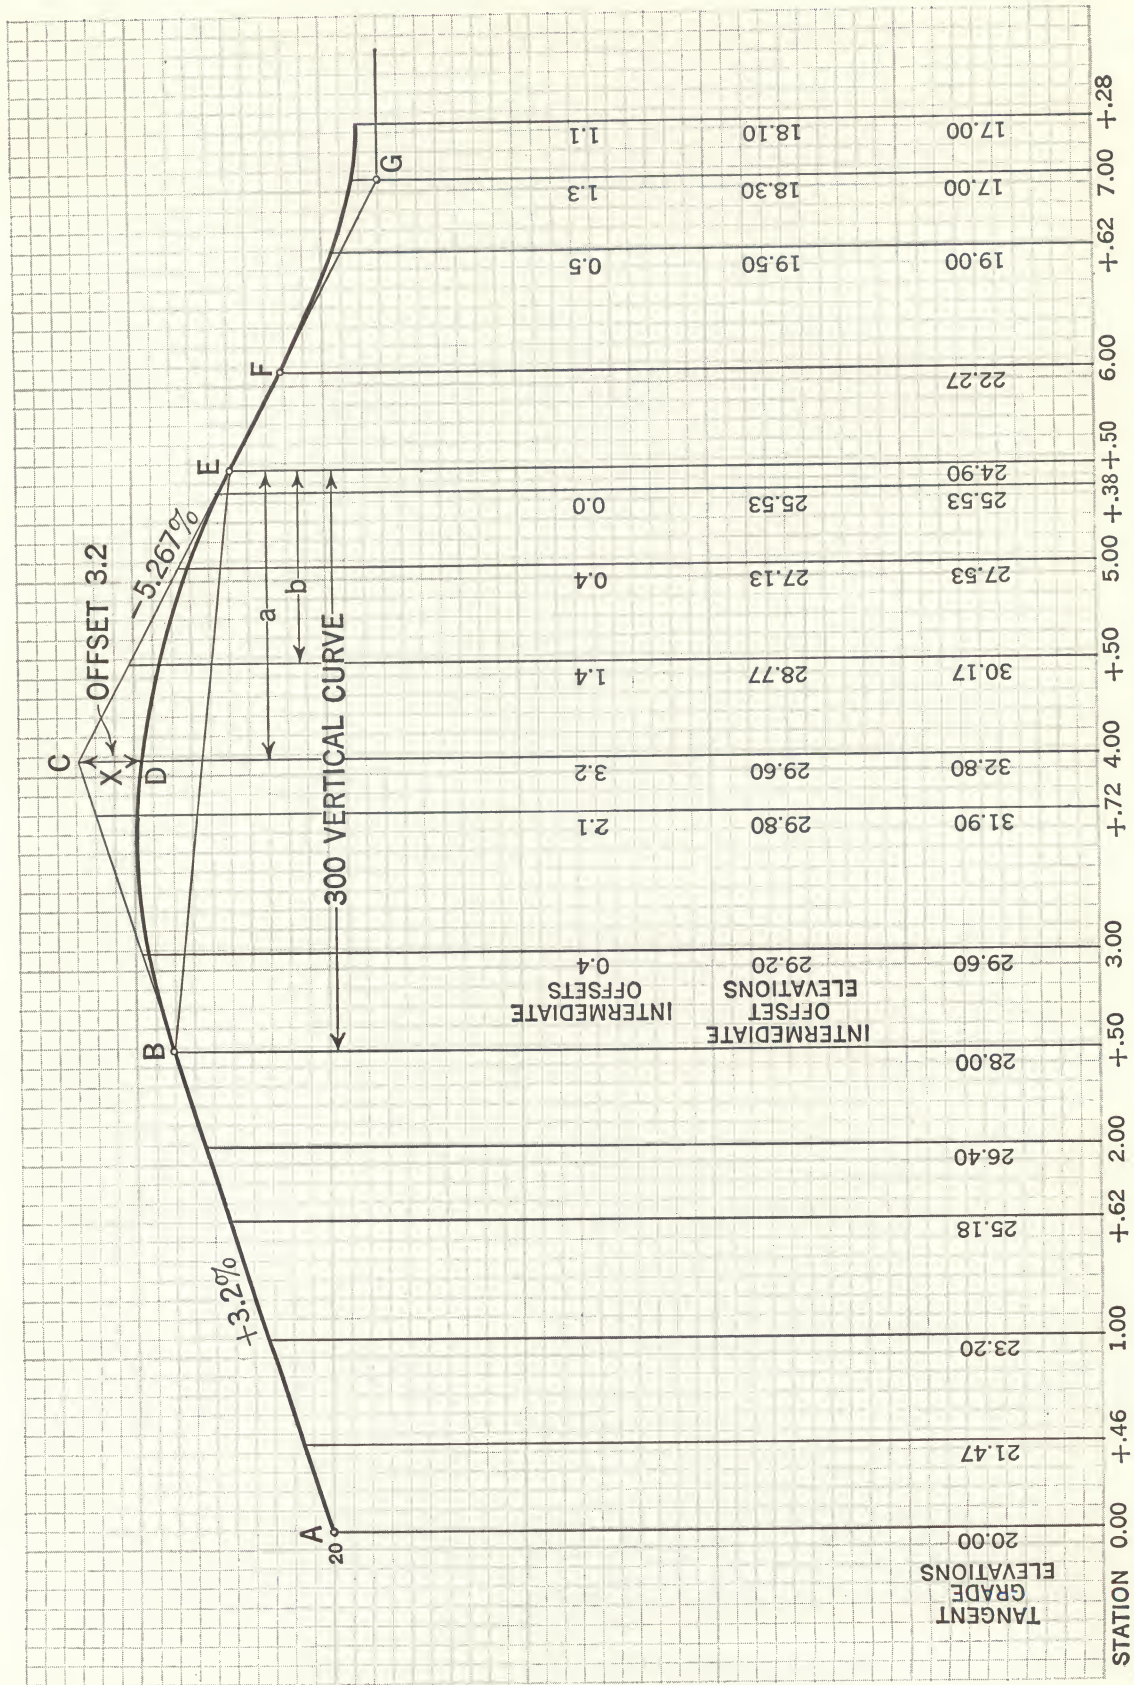 A
20
+3.2%
B
C
X
OFFSET 3.2
D
−5.267%
E
F
G
a
b
300 VERTICAL CURVE
INTERMEDIATE
OFFSETS
0.4
2.1
3.2
1.4
0.4
0.0
0.5
1.3
1.1
INTERMEDIATE
OFFSET
ELEVATIONS
29.20
29.80
29.60
28.77
27.13
25.53
19.50
18.30
18.10
TANGENT
GRADE
ELEVATIONS
20.00
21.47
23.20
25.18
26.40
28.00
29.60
31.90
32.80
30.17
27.53
25.53
24.90
22.27
19.00
17.00
17.00
STATION 0.00 +.46 1.00 +.62 2.00 +.50 3.00 +.72 4.00 +.50 5.00 +.38 +.50 6.00 +.62 7.00 +.28